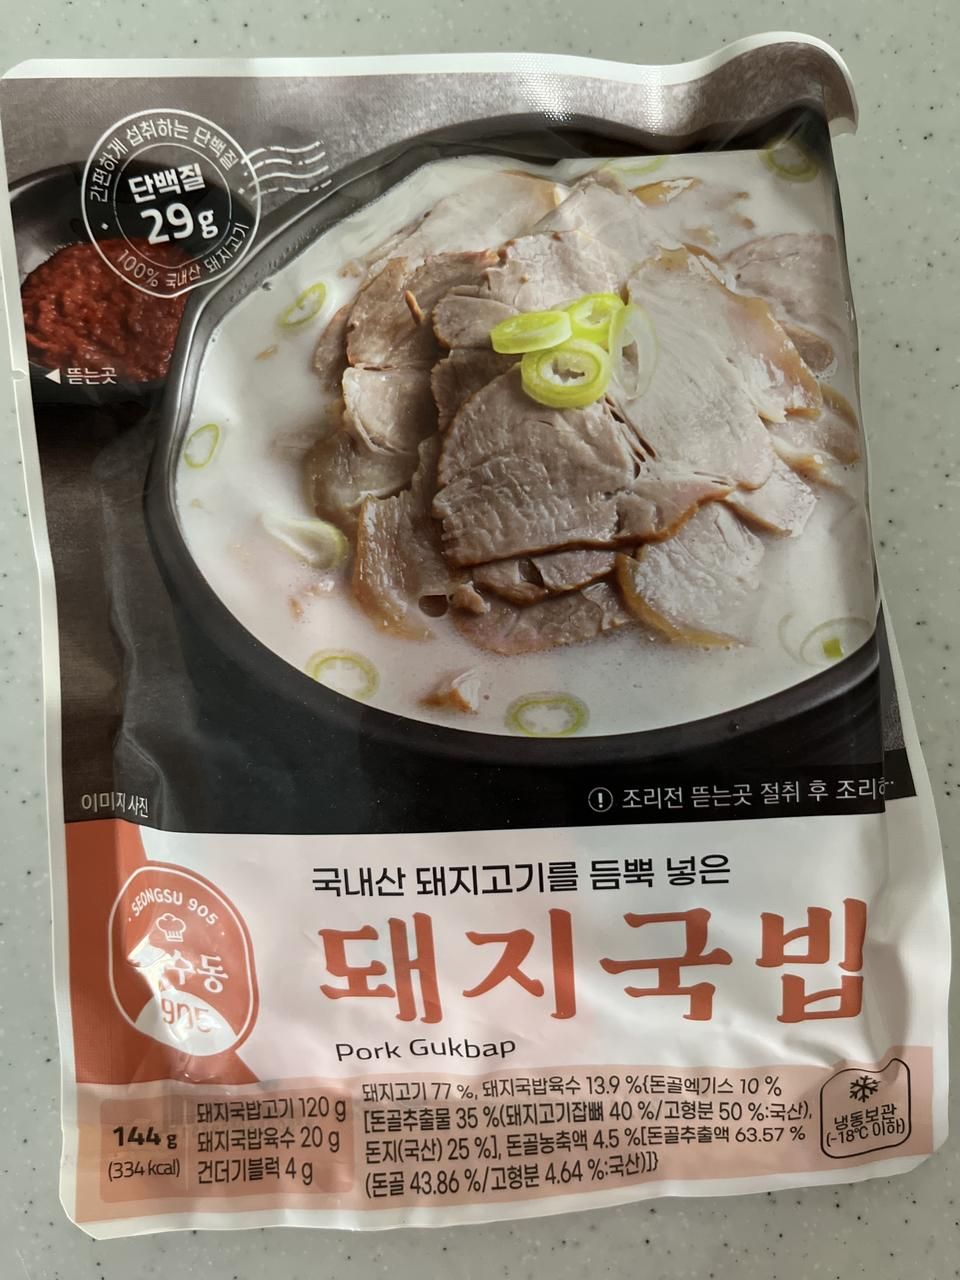 간편하게 섭취하는 단백질
단백질
29g
100% 국내산 돼지고기
◀ 뜯는곳
이미지 사진
! 조리전 뜯는곳 절취 후 조리
국내산 돼지고기를 듬뿍 넣은
돼지국밥
Pork Gukbap
SEONGSU 905
수동
905
144 g
(334 kcal)
돼지국밥고기 120 g
돼지국밥육수 20 g
건더기블럭 4 g
돼지고기 77 %, 돼지국밥육수 13.9 %{돈골엑기스 10 %
[돈골추출물 35 %(돼지고기잡뼈 40 %/고형분 50 %:국산),
돈지(국산) 25 %], 돈골농축액 4.5 %[돈골추출액 63.57 %
(돈골 43.86 %/고형분 4.64 %:국산)]}
냉동보관
(-18℃ 이하)